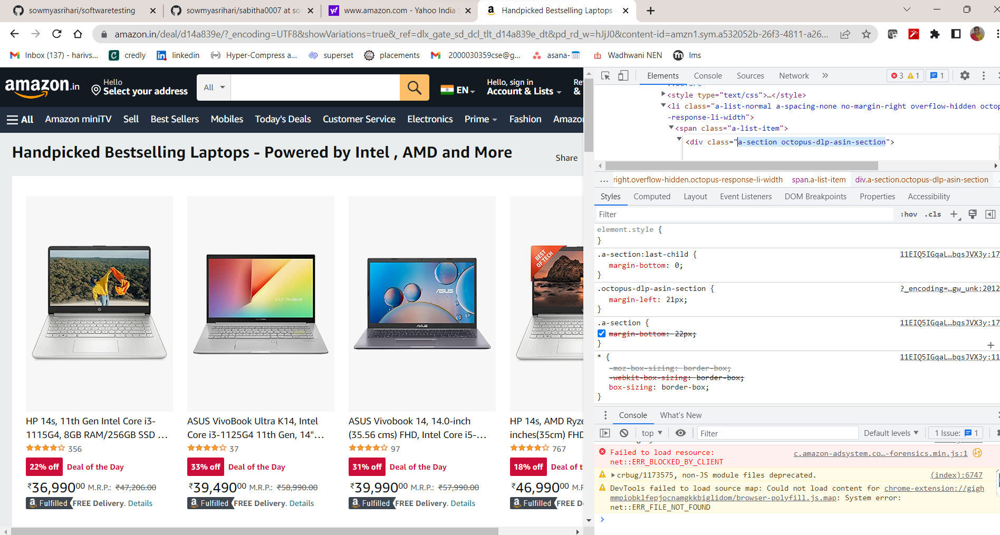 sowmyasrihari/softwaretesting
sowmyasrihari/sabitha0007 at sow
www.amazon.com - Yahoo India S
Handpicked Bestselling Laptops -
amazon.in/deal/d14a839e/?_encoding=UTF8&showVariations=true&_ref=dlx_gate_sd_dcl_tlt_d14a839e_dt&pd_rd_w=hJjJ0&content-id=amzn1.sym.a532052b-26f3-4811-a26...
Inbox (137) - harivs...
credly
linkedin
Hyper-Compress a...
superset
placements
2000030359cse@g...
asana-
Wadhwani NEN
lms
amazon.in
Hello
Select your address
All
EN
Hello, sign in
Account & Lists
Re
&
All
Amazon miniTV
Sell
Best Sellers
Mobiles
Today's Deals
Customer Service
Electronics
Prime
Fashion
Amazo
Handpicked Bestselling Laptops - Powered by Intel , AMD and More
Share
ASUS VivoBook
ASUS
ASUS
BEST
OF TECH
HP 14s, 11th Gen Intel Core i3-
1115G4, 8GB RAM/256GB SSD ...
356
22% off Deal of the Day
₹36,99000 M.R.P.: ₹47,206.00
Fulfilled FREE Delivery. Details
ASUS VivoBook Ultra K14, Intel
Core i3-1125G4 11th Gen, 14"...
37
33% off Deal of the Day
₹39,49000 M.R.P.: ₹58,990.00
Fulfilled FREE Delivery. Details
ASUS Vivobook 14, 14.0-inch
(35.56 cms) FHD, Intel Core i5-...
97
31% off Deal of the Day
₹39,99000 M.R.P.: ₹57,990.00
Fulfilled FREE Delivery. Details
HP 14s, AMD Ryze
inches(35cm) FHD
767
18% off Deal of t
₹46,99000 M.R.P.
Fulfilled FREE D
Elements
Console
Sources
Network
3
1
1
::before
<style type="text/css">…</style>
<li class="a-list-normal a-spacing-none no-margin-right overflow-hidden octop
-response-li-width">
<span class="a-list-item">
<div class="a-section octopus-dlp-asin-section">
...
right.overflow-hidden.octopus-response-li-width
span.a-list-item
div.a-section.octopus-dlp-asin-section
Styles
Computed
Layout
Event Listeners
DOM Breakpoints
Properties
Accessibility
Filter
:hov
.cls
element.style {
}
.a-section:last-child {
11EIQ5IGqaL…bqsJVX3y:17
margin-bottom: 0;
}
.octopus-dlp-asin-section {
?_encoding=…gw_unk:2012
margin-left: 21px;
}
.a-section {
11EIQ5IGqaL…bqsJVX3y:17
margin-bottom: 22px;
}
* {
11EIQ5IGqaL…bqsJVX3y:11
-moz-box-sizing: border-box;
-webkit-box-sizing: border-box;
box-sizing: border-box;
}
Console
What's New
top
Filter
Default levels
1 Issue: 1
Failed to load resource:
c.amazon-adsystem.co…-forensics.min.js:1
net::ERR_BLOCKED_BY_CLIENT
crbug/1173575, non-JS module files deprecated.
(index):6747
DevTools failed to load source map: Could not load content for chrome-extension://gigh
mmpiobklfepjocnamgkkbiglidom/browser-polyfill.js.map: System error:
net::ERR_FILE_NOT_FOUND